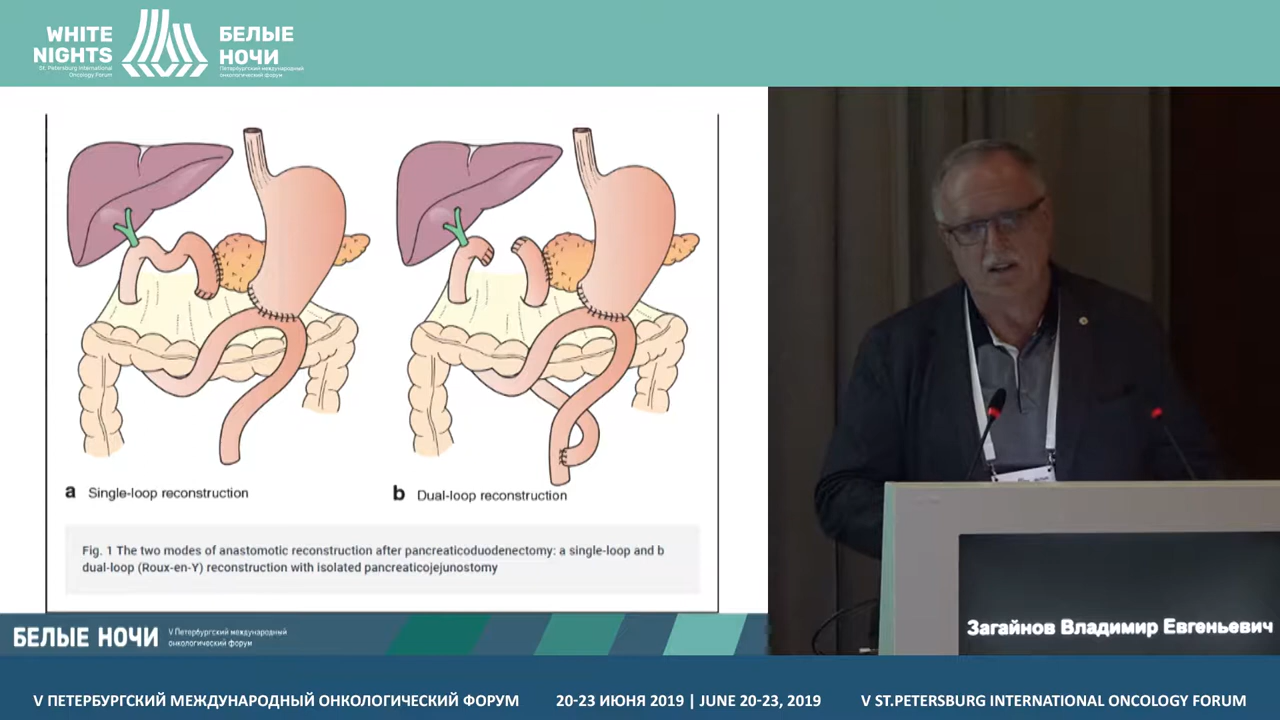 WHITE
NIGHTS
St. Petersburg International
Oncology Forum
БЕЛЫЕ
НОЧИ
Петербургский международный
онкологический форум
a Single-loop reconstruction
b Dual-loop reconstruction
Fig. 1 The two modes of anastomotic reconstruction after pancreaticoduodenectomy: a single-loop and b
dual-loop (Roux-en-Y) reconstruction with isolated pancreaticojejunostomy
БЕЛЫЕ НОЧИ
V Петербургский международный
онкологический форум
Загайнов Владимир Евгеньевич
V ПЕТЕРБУРГСКИЙ МЕЖДУНАРОДНЫЙ ОНКОЛОГИЧЕСКИЙ ФОРУМ
20-23 ИЮНЯ 2019 | JUNE 20-23, 2019
V ST.PETERSBURG INTERNATIONAL ONCOLOGY FORUM